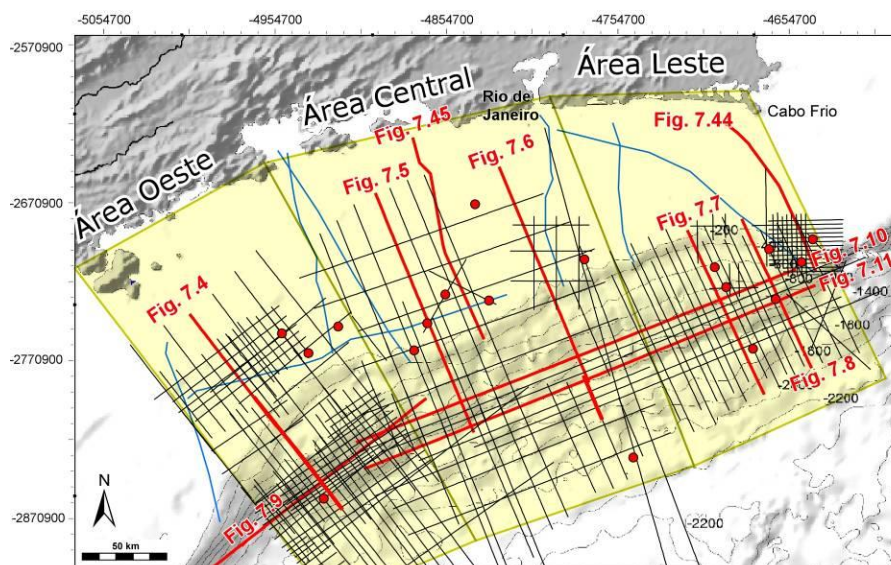 -5054700
-4954700
-4854700
-4754700
-4654700
-2570900
-2670900
-2770900
-2870900
Área Oeste
Área Central
Área Leste
Rio de
Janeiro
Cabo Frio
Fig. 7.45
Fig. 7.5
Fig. 7.6
Fig. 7.44
Fig. 7.4
Fig. 7.7
Fig. 7.10
Fig. 7.11
Fig. 7.8
Fig. 7.9
-200
-1400
-1800
-2200
-2200
N
50 km